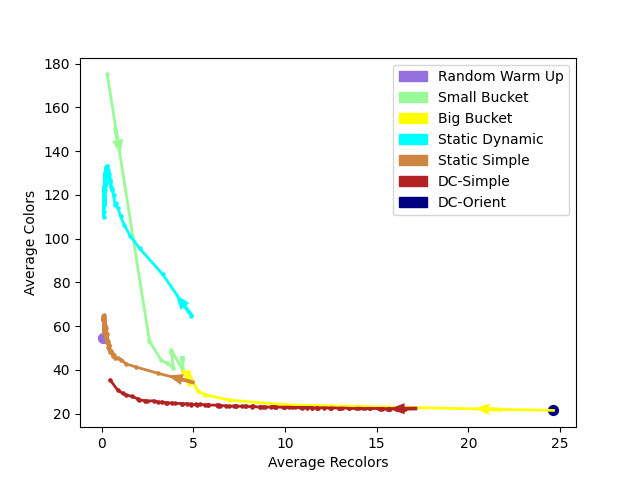 180
160
140
120
100
80
60
40
20
0
5
10
15
20
25
Average Colors
Average Recolors
Random Warm Up
Small Bucket
Big Bucket
Static Dynamic
Static Simple
DC-Simple
DC-Orient